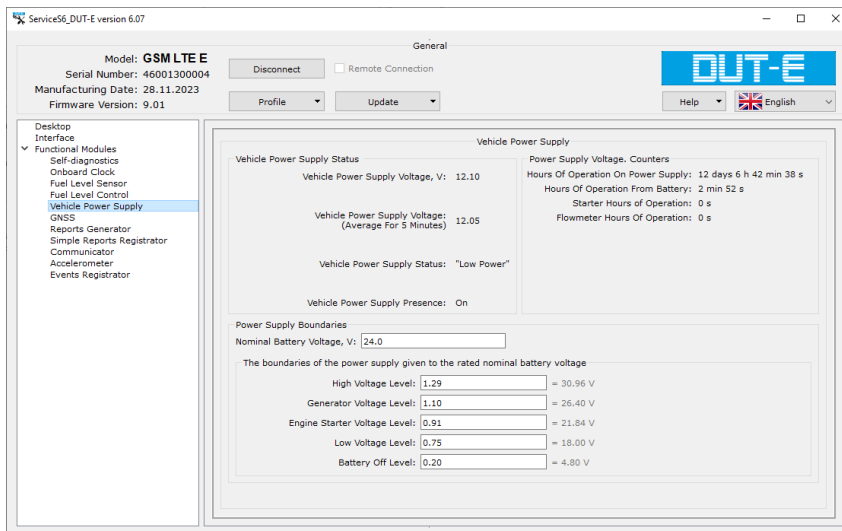 ServiceS6_DUT-E version 6.07
General
Model: GSM LTE E
Serial Number: 46001300004
Manufacturing Date: 28.11.2023
Firmware Version: 9.01
Disconnect
Remote Connection
Profile
Update
DUT-E
Help
English
Desktop
Interface
Functional Modules
Self-diagnostics
Onboard Clock
Fuel Level Sensor
Fuel Level Control
Vehicle Power Supply
GNSS
Reports Generator
Simple Reports Registrator
Communicator
Accelerometer
Events Registrator
Vehicle Power Supply
Vehicle Power Supply Status
Vehicle Power Supply Voltage, V: 12.10
Vehicle Power Supply Voltage:
(Average For 5 Minutes) 12.05
Vehicle Power Supply Status: "Low Power"
Vehicle Power Supply Presence: On
Power Supply Voltage. Counters
Hours Of Operation On Power Supply: 12 days 6 h 42 min 38 s
Hours Of Operation From Battery: 2 min 52 s
Starter Hours of Operation: 0 s
Flowmeter Hours Of Operation: 0 s
Power Supply Boundaries
Nominal Battery Voltage, V: 24.0
The boundaries of the power supply given to the rated nominal battery voltage
High Voltage Level: 1.29 = 30.96 V
Generator Voltage Level: 1.10 = 26.40 V
Engine Starter Voltage Level: 0.91 = 21.84 V
Low Voltage Level: 0.75 = 18.00 V
Battery Off Level: 0.20 = 4.80 V